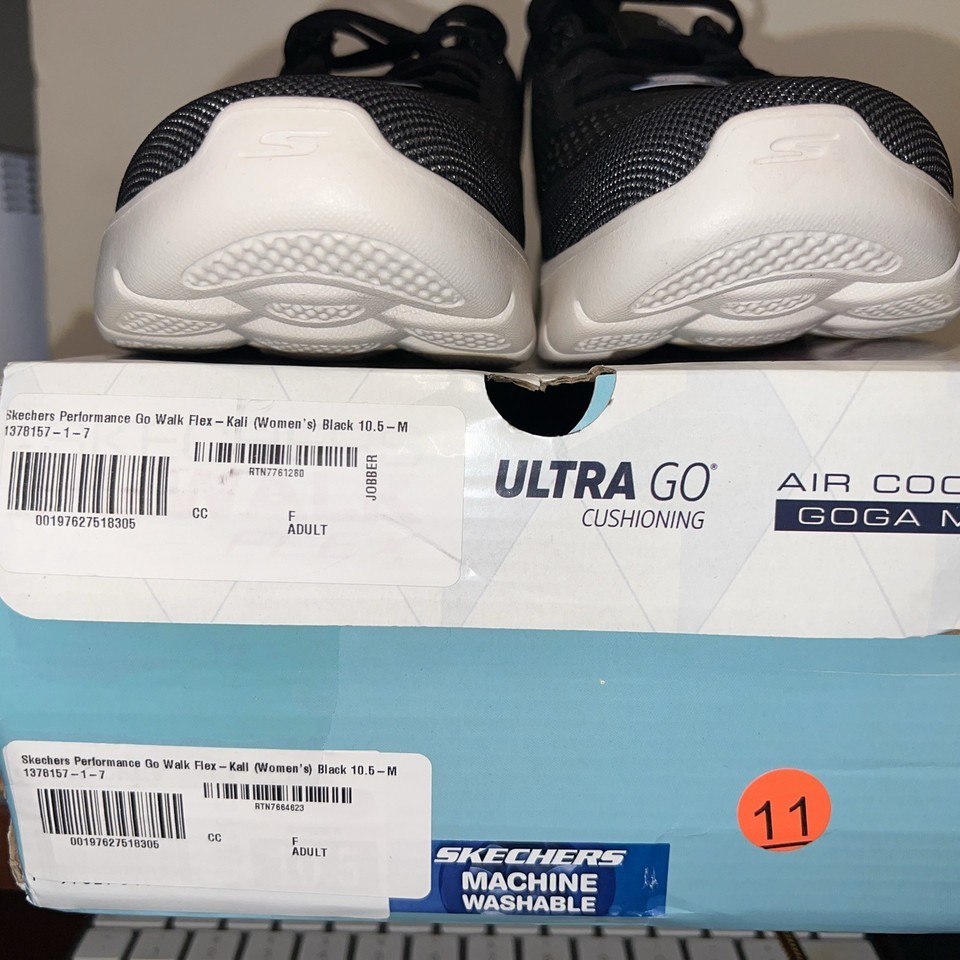 Skechers Performance Go Walk Flex – Kali (Women's) Black 10.5 – M
1378157 – 1 – 7
RTN7761280
JOBBER
00197627518305
CC
F
ADULT
ULTRA GO®
CUSHIONING
AIR COO
GOGA M
Skechers Performance Go Walk Flex – Kali (Women's) Black 10.5 – M
1378157 – 1 – 7
RTN7664623
00197627518305
CC
F
ADULT
11
SKECHERS
MACHINE
WASHABLE